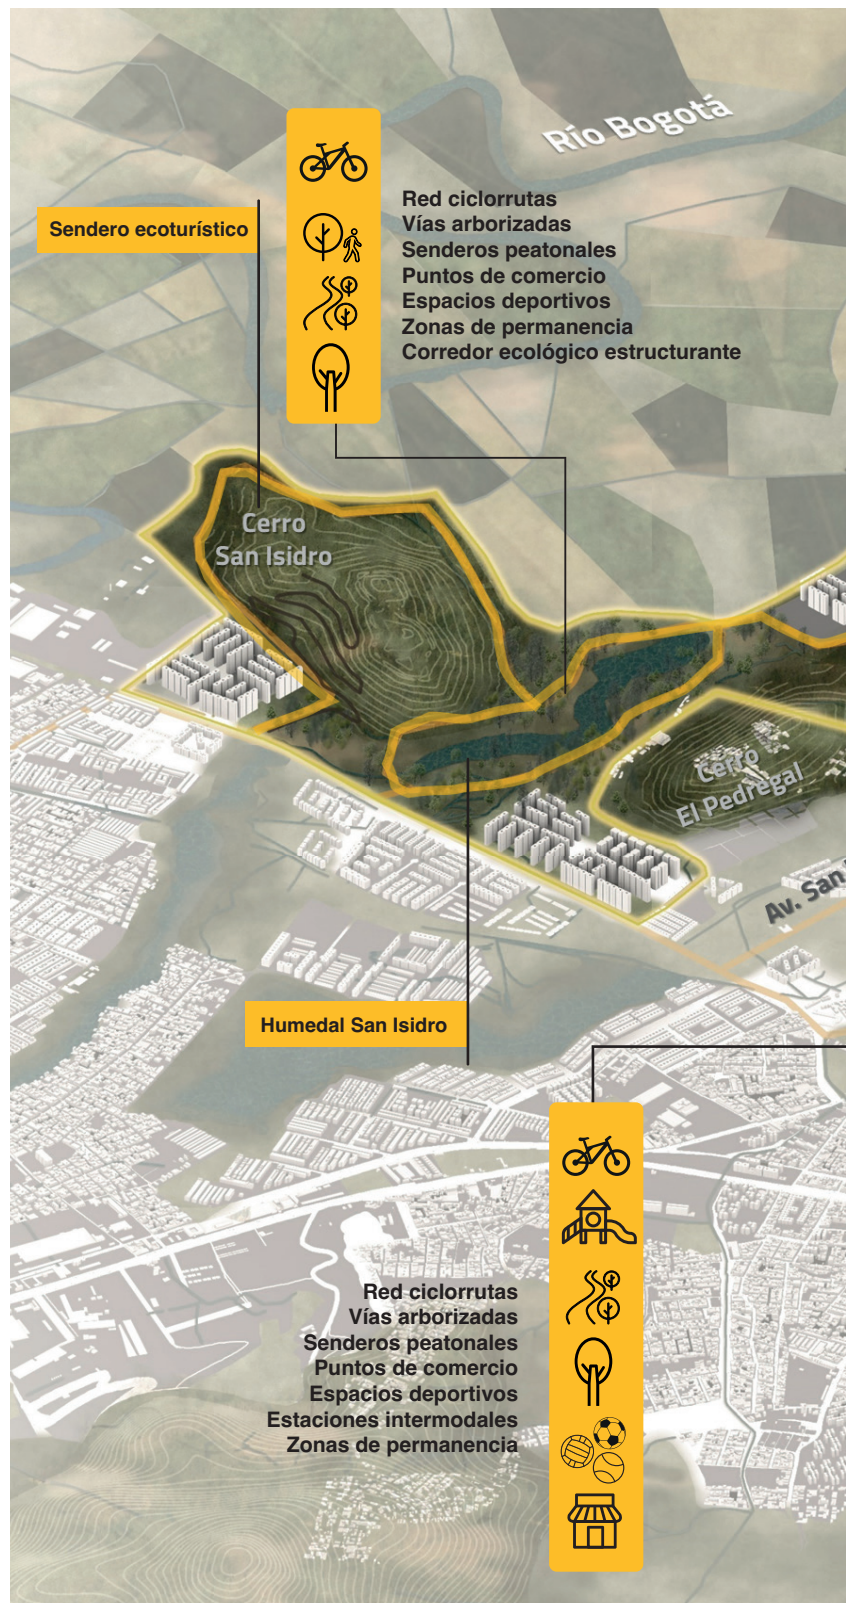 Río Bogotá
Sendero ecoturístico
Red ciclorrutas
Vías arborizadas
Senderos peatonales
Puntos de comercio
Espacios deportivos
Zonas de permanencia
Corredor ecológico estructurante
Cerro
San Isidro
Cerro
El Pedregal
Av. San
Humedal San Isidro
Red ciclorrutas
Vías arborizadas
Senderos peatonales
Puntos de comercio
Espacios deportivos
Estaciones intermodales
Zonas de permanencia